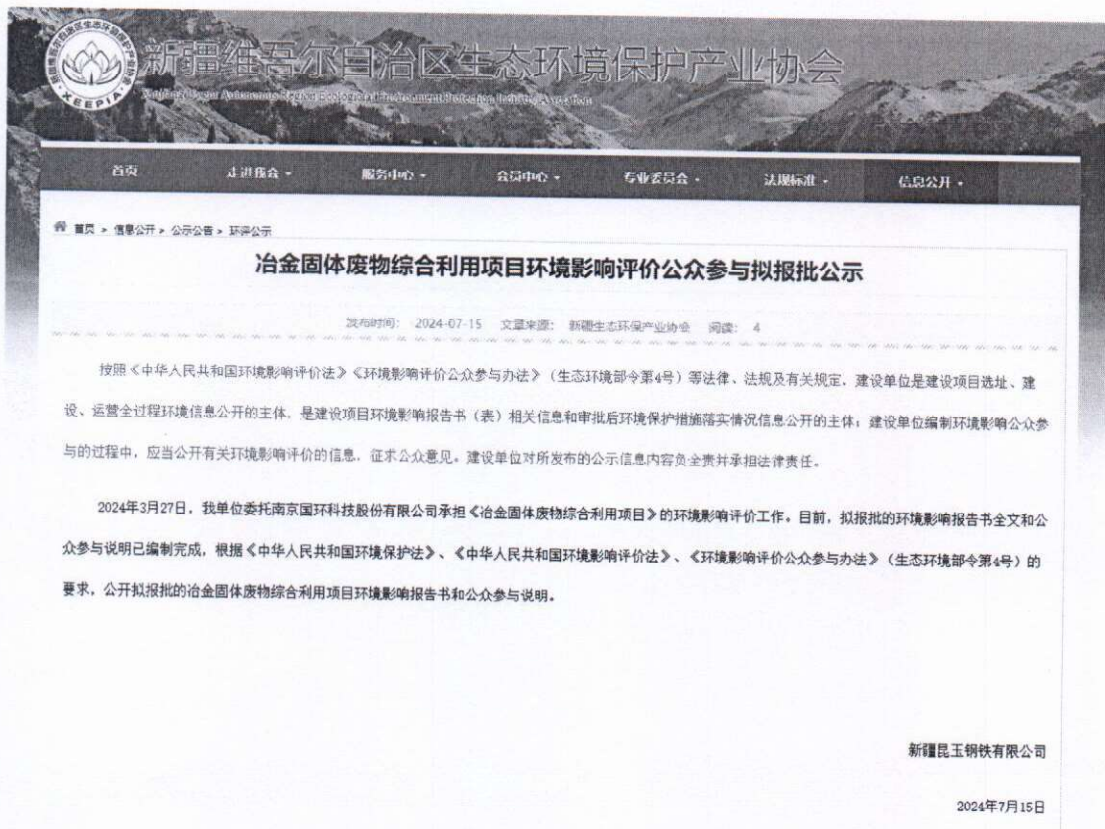 新疆维吾尔自治区生态环境保护产业协会
XEEPIA
首页 走进我会 服务中心 会员中心 专业委员会 法规标准 信息公开
首页 > 信息公开 > 公示公告 > 环评公示
冶金固体废物综合利用项目环境影响评价公众参与拟报批公示
发布时间： 2024-07-15 文章来源： 新疆生态环保产业协会 阅读： 4
按照《中华人民共和国环境影响评价法》《环境影响评价公众参与办法》（生态环境部令第4号）等法律、法规及有关规定，建设单位是建设项目选址、建
设、运营全过程环境信息公开的主体，是建设项目环境影响报告书（表）相关信息和审批后环境保护措施落实情况信息公开的主体；建设单位编制环境影响公众参
与的过程中，应当公开有关环境影响评价的信息，征求公众意见。建设单位对所发布的公示信息内容负全责并承担法律责任。
2024年3月27日，我单位委托南京国环科技股份有限公司承担《冶金固体废物综合利用项目》的环境影响评价工作。目前，拟报批的环境影响报告书全文和公
众参与说明已编制完成，根据《中华人民共和国环境保护法》、《中华人民共和国环境影响评价法》、《环境影响评价公众参与办法》（生态环境部令第4号）的
要求，公开拟报批的冶金固体废物综合利用项目环境影响报告书和公众参与说明。
新疆昆玉钢铁有限公司
2024年7月15日